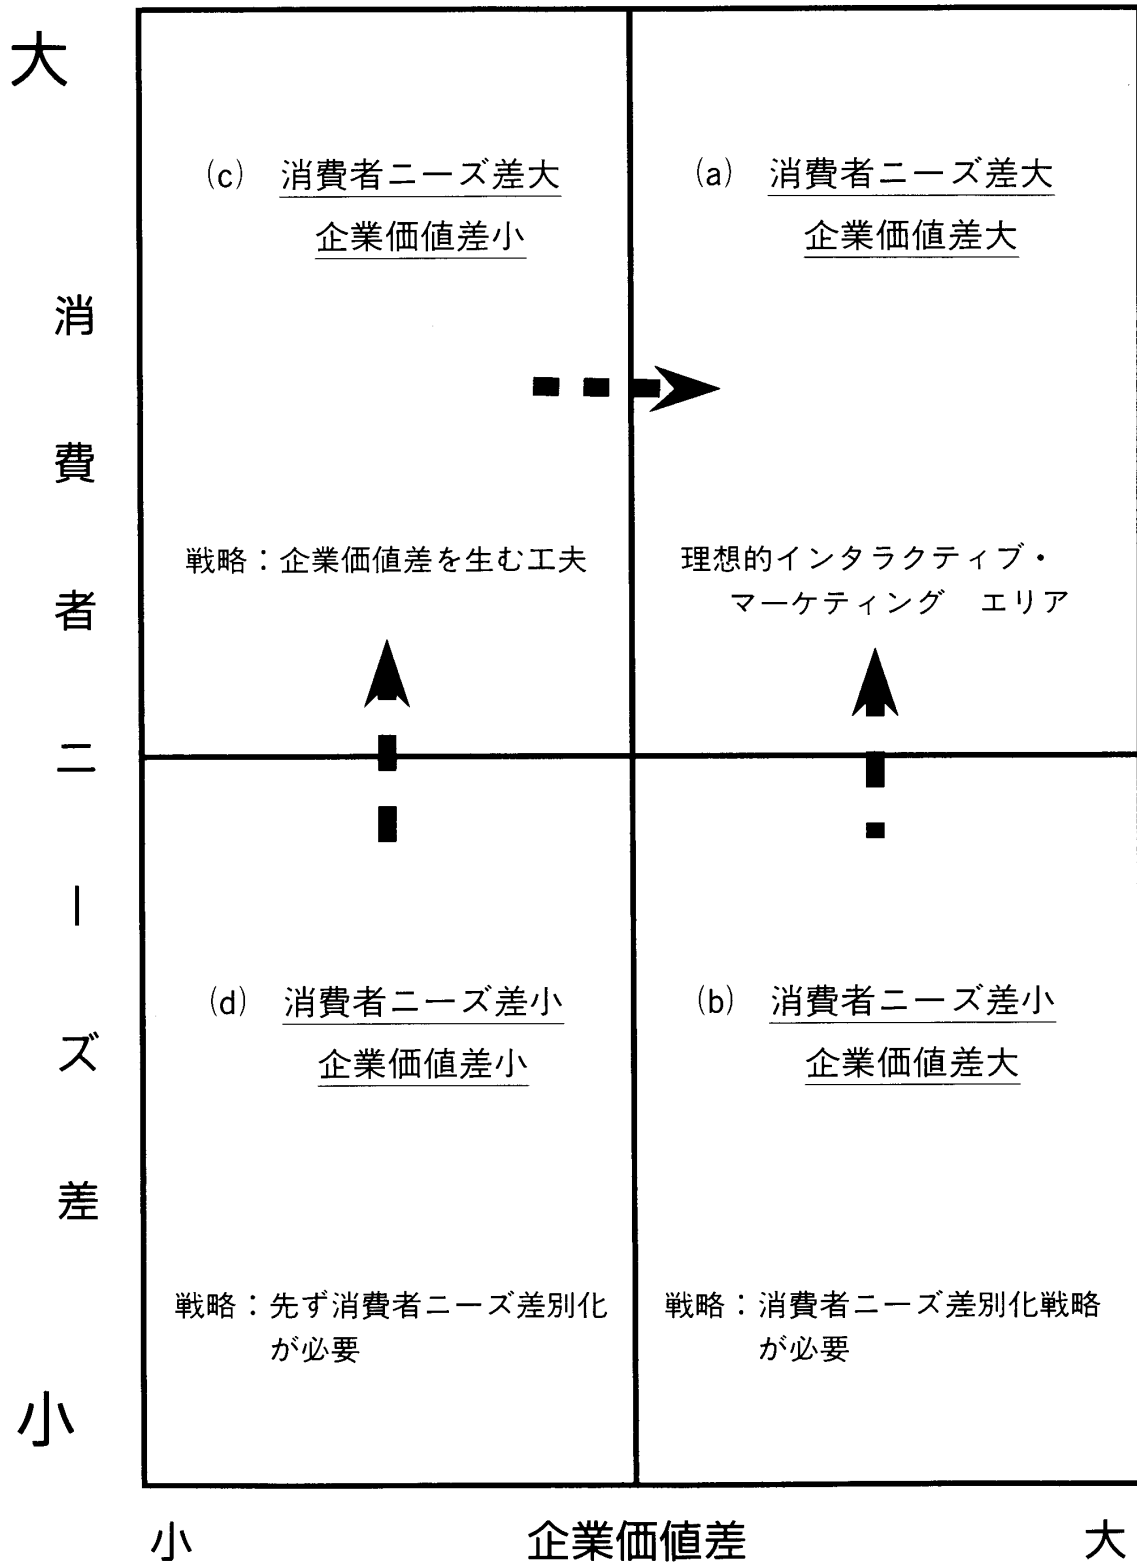 大
消費者ニーズ差
小
(c) 消費者ニーズ差大
企業価値差小
戦略：企業価値差を生む工夫
(a) 消費者ニーズ差大
企業価値差大
理想的インタラクティブ・
マーケティング　エリア
(d) 消費者ニーズ差小
企業価値差小
戦略：先ず消費者ニーズ差別化
が必要
(b) 消費者ニーズ差小
企業価値差大
戦略：消費者ニーズ差別化戦略
が必要
小　企業価値差　大